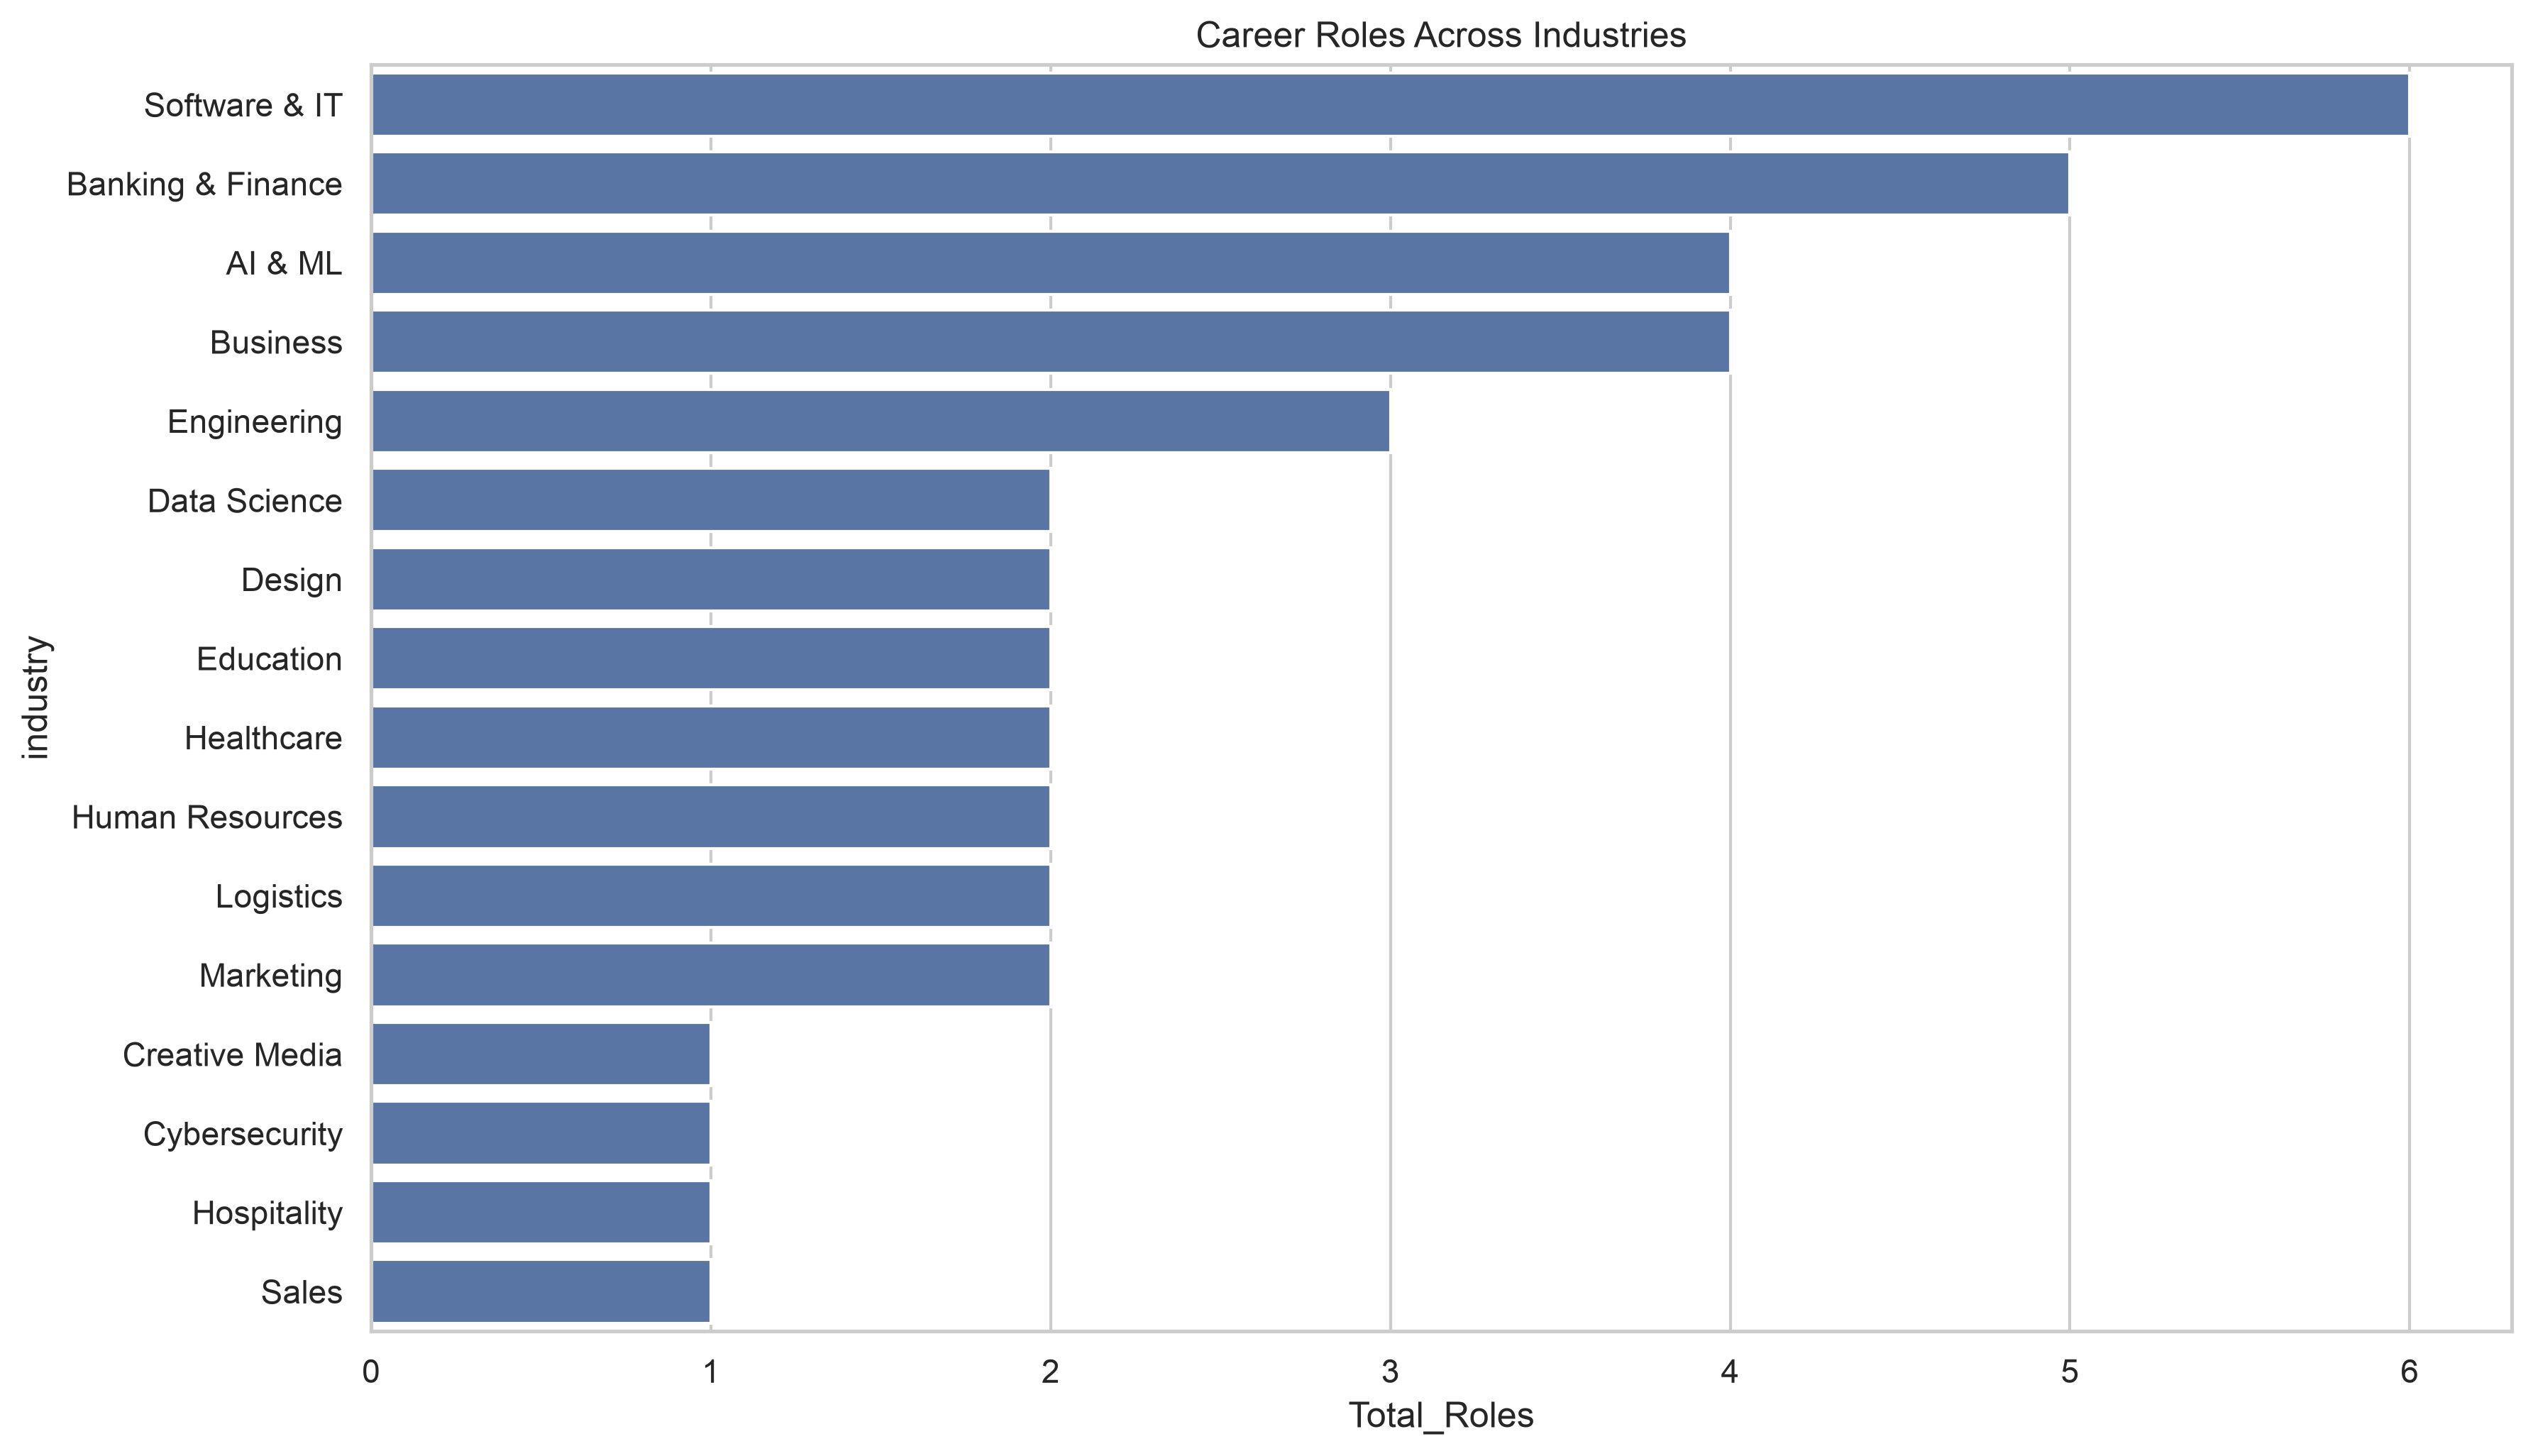 Career Roles Across Industries
Software & IT
Banking & Finance
AI & ML
Business
Engineering
Data Science
Design
Education
Healthcare
Human Resources
Logistics
Marketing
Creative Media
Cybersecurity
Hospitality
Sales
industry
0 1 2 3 4 5 6
Total_Roles